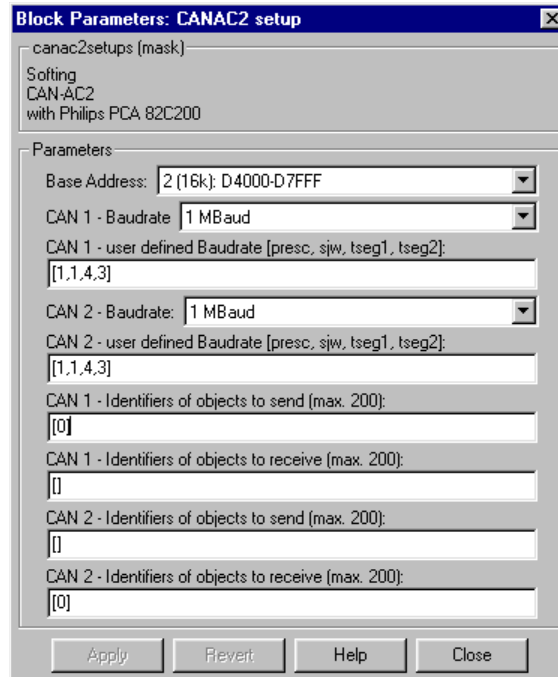 Block Parameters: CANAC2 setup
canac2setups (mask)
Softing
CAN-AC2
with Philips PCA 82C200
Parameters
Base Address: 2 (16k): D4000-D7FFF
CAN 1 - Baudrate 1 MBaud
CAN 1 - user defined Baudrate [presc, sjw, tseg1, tseg2]:
[1,1,4,3]
CAN 2 - Baudrate: 1 MBaud
CAN 2 - user defined Baudrate [presc, sjw, tseg1, tseg2]:
[1,1,4,3]
CAN 1 - Identifiers of objects to send (max. 200):
[0]
CAN 1 - Identifiers of objects to receive (max. 200):
[]
CAN 2 - Identifiers of objects to send (max. 200):
[]
CAN 2 - Identifiers of objects to receive (max. 200):
[0]
Apply Revert Help Close